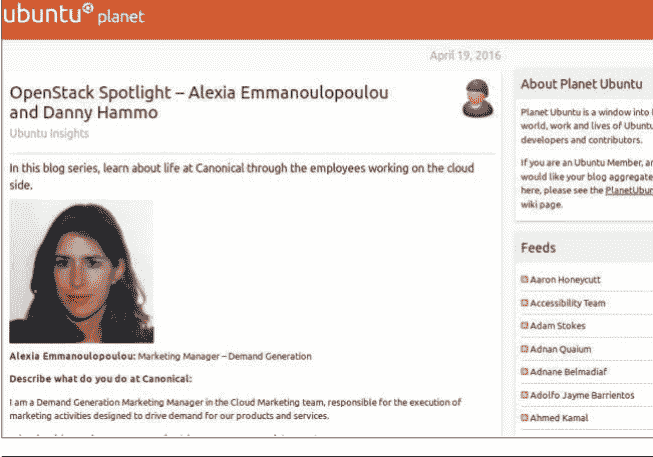 ubuntu planet
April 19, 2016
OpenStack Spotlight – Alexia Emmanoulopoulou
and Danny Hammo
Ubuntu Insights
In this blog series, learn about life at Canonical through the employees working on the cloud
side.
Alexia Emmanoulopoulou: Marketing Manager – Demand Generation
Describe what do you do at Canonical:
I am a Demand Generation Marketing Manager in the Cloud Marketing team, responsible for the execution of
marketing activities designed to drive demand for our products and services.
About Planet Ubuntu
Planet Ubuntu is a window into
world, work and lives of Ubuntu
developers and contributors.
If you are an Ubuntu Member, an
would like your blog aggregate
here, please see the PlanetUbun
wiki page.
Feeds
Aaron Honeycutt
Accessibility Team
Adam Stokes
Adnan Quaium
Adnane Belmadiaf
Adolfo Jayme Barrientos
Ahmed Kamal